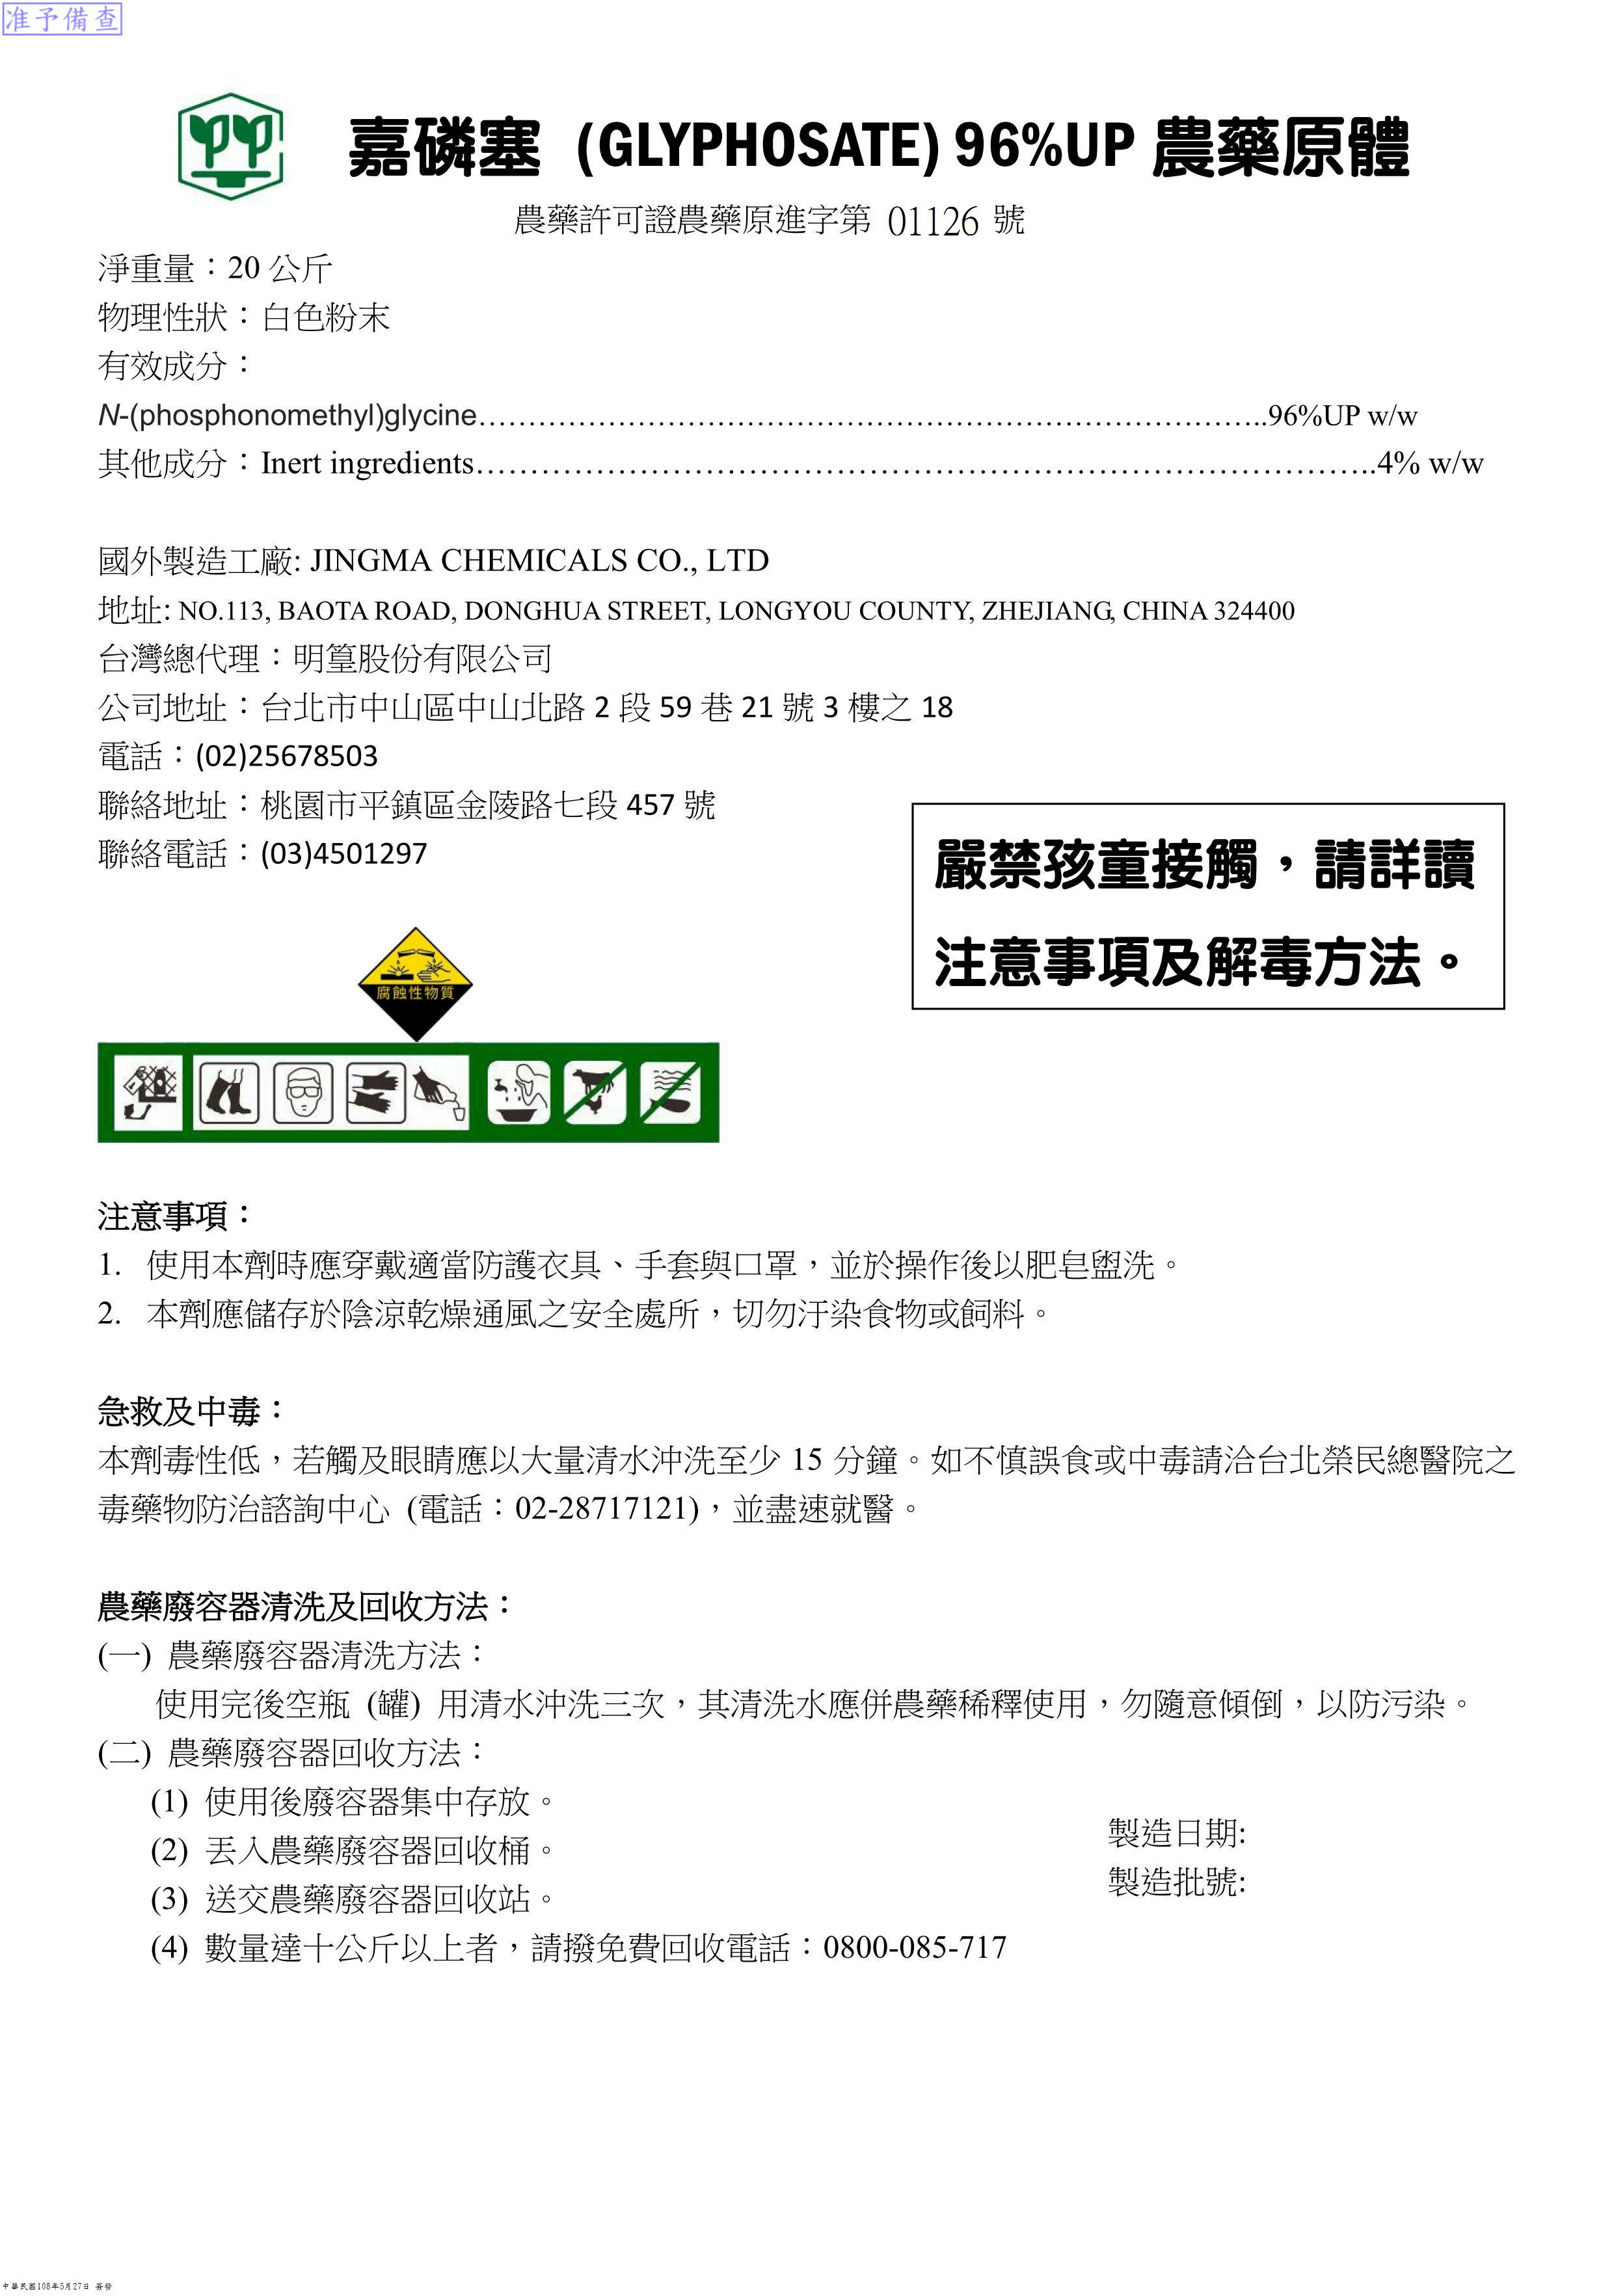 准予備查
嘉磷塞 (GLYPHOSATE) 96%UP 農藥原體
農藥許可證農藥原進字第 01126 號
淨重量：20 公斤
物理性狀：白色粉末
有效成分：
N-(phosphonomethyl)glycine……………………………………………………………………..96%UP w/w
其他成分：Inert ingredients………………………………………………………………………………..4% w/w
國外製造工廠: JINGMA CHEMICALS CO., LTD
地址: NO.113, BAOTA ROAD, DONGHUA STREET, LONGYOU COUNTY, ZHEJIANG, CHINA 324400
台灣總代理：明篁股份有限公司
公司地址：台北市中山區中山北路 2 段 59 巷 21 號 3 樓之 18
電話：(02)25678503
聯絡地址：桃園市平鎮區金陵路七段 457 號
聯絡電話：(03)4501297
嚴禁孩童接觸，請詳讀
注意事項及解毒方法。
腐蝕性物質
注意事項：
1. 使用本劑時應穿戴適當防護衣具、手套與口罩，並於操作後以肥皂盥洗。
2. 本劑應儲存於陰涼乾燥通風之安全處所，切勿汙染食物或飼料。
急救及中毒：
本劑毒性低，若觸及眼睛應以大量清水沖洗至少 15 分鐘。如不慎誤食或中毒請洽台北榮民總醫院之
毒藥物防治諮詢中心 (電話：02-28717121)，並盡速就醫。
農藥廢容器清洗及回收方法：
(一) 農藥廢容器清洗方法：
使用完後空瓶 (罐) 用清水沖洗三次，其清洗水應併農藥稀釋使用，勿隨意傾倒，以防污染。
(二) 農藥廢容器回收方法：
(1) 使用後廢容器集中存放。
(2) 丟入農藥廢容器回收桶。
(3) 送交農藥廢容器回收站。
(4) 數量達十公斤以上者，請撥免費回收電話：0800-085-717
製造日期:
製造批號:
中華民國108年5月27日 簽發